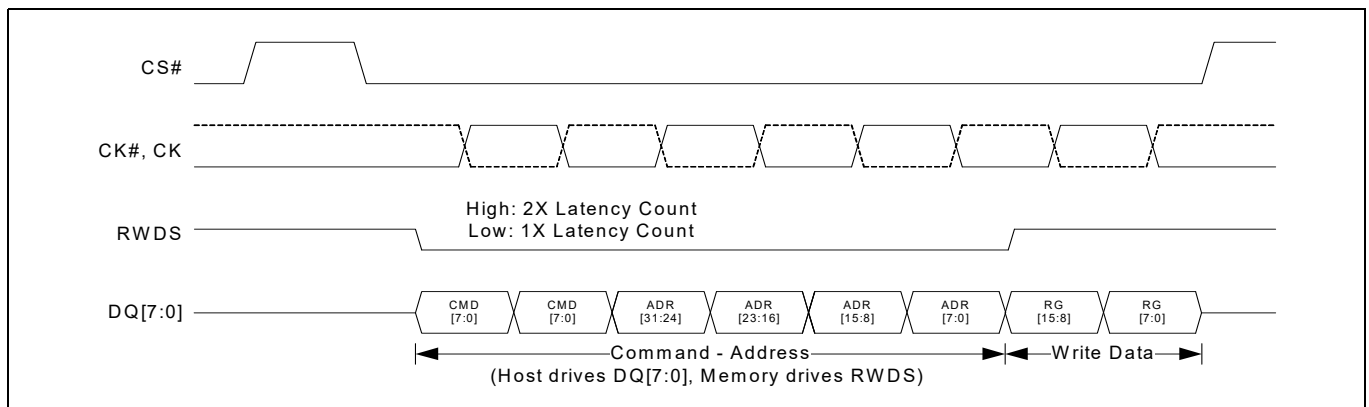 CS#
CK#, CK
High: 2X Latency Count
Low: 1X Latency Count
RWDS
DQ[7:0]
CMD [7:0]
CMD [7:0]
ADR [31:24]
ADR [23:16]
ADR [15:8]
ADR [7:0]
RG [15:8]
RG [7:0]
Command - Address
Write Data
(Host drives DQ[7:0], Memory drives RWDS)